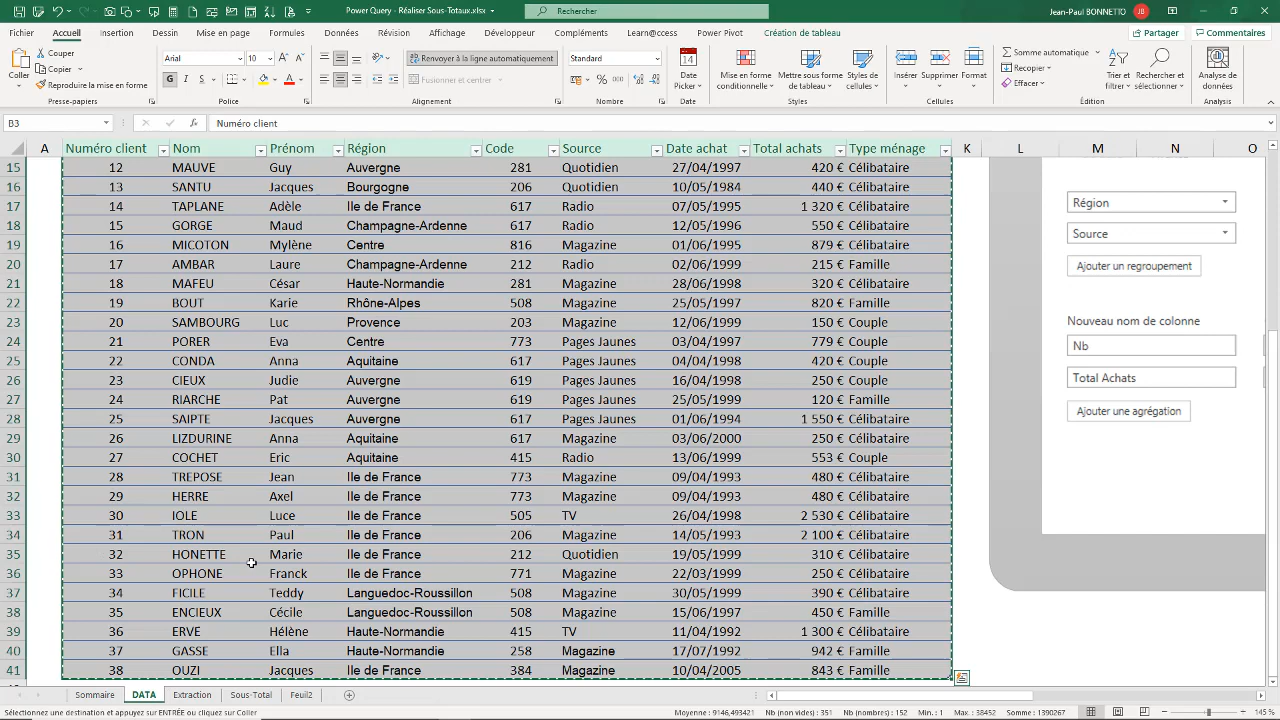 Power Query - Réaliser Sous-Totaux.xlsx
Rechercher
Jean-Paul BONNETTO JB
Fichier Accueil Insertion Dessin Mise en page Formules Données Révision Affichage Développeur Compléments Learn@ccess Power Pivot Création de tableau Partager Commentaires
Coller
Couper
Copier
Reproduire la mise en forme
Presse-papiers
Arial 10
G I S
Police
Renvoyer à la ligne automatiquement
Fusionner et centrer
Alignement
Standard
Nombre
Date Picker
Mise en forme conditionnelle
Mettre sous forme de tableau
Styles de cellules
Styles
Insérer Supprimer Format
Cellules
Somme automatique
Recopier
Effacer
Trier et filtrer
Rechercher et sélectionner
Édition
Analyse de données
Analysis
B3 Numéro client
A Numéro client Nom Prénom Région Code Source Date achat Total achats Type ménage K L M N O
15 12 MAUVE Guy Auvergne 281 Quotidien 27/04/1997 420 € Célibataire
16 13 SANTU Jacques Bourgogne 206 Quotidien 10/05/1984 440 € Célibataire
17 14 TAPLANE Adèle Ile de France 617 Radio 07/05/1995 1 320 € Célibataire
18 15 GORGE Maud Champagne-Ardenne 617 Radio 12/05/1996 550 € Célibataire
19 16 MICOTON Mylène Centre 816 Magazine 01/06/1995 879 € Célibataire
20 17 AMBAR Laure Champagne-Ardenne 212 Radio 02/06/1999 215 € Famille
21 18 MAFEU César Haute-Normandie 281 Magazine 28/06/1998 320 € Célibataire
22 19 BOUT Karie Rhône-Alpes 508 Magazine 25/05/1997 820 € Famille
23 20 SAMBOURG Luc Provence 203 Magazine 12/06/1999 150 € Couple
24 21 PORER Eva Centre 773 Pages Jaunes 03/04/1997 779 € Couple
25 22 CONDA Anna Aquitaine 617 Pages Jaunes 04/04/1998 420 € Couple
26 23 CIEUX Judie Auvergne 619 Pages Jaunes 16/04/1998 250 € Couple
27 24 RIARCHE Pat Auvergne 619 Pages Jaunes 25/05/1999 120 € Famille
28 25 SAIPTE Jacques Auvergne 617 Pages Jaunes 01/06/1994 1 550 € Célibataire
29 26 LIZDURINE Anna Aquitaine 617 Magazine 03/06/2000 250 € Célibataire
30 27 COCHET Eric Aquitaine 415 Radio 13/06/1999 553 € Couple
31 28 TREPOSE Jean Ile de France 773 Magazine 09/04/1993 480 € Célibataire
32 29 HERRE Axel Ile de France 773 Magazine 09/04/1993 480 € Célibataire
33 30 IOLE Luce Ile de France 505 TV 26/04/1998 2 530 € Célibataire
34 31 TRON Paul Ile de France 206 Magazine 14/05/1993 2 100 € Célibataire
35 32 HONETTE Marie Ile de France 212 Quotidien 19/05/1999 310 € Célibataire
36 33 OPHONE Franck Ile de France 771 Magazine 22/03/1999 250 € Célibataire
37 34 FICILE Teddy Languedoc-Roussillon 508 Magazine 30/05/1999 390 € Célibataire
38 35 ENCIEUX Cécile Languedoc-Roussillon 508 Magazine 15/06/1997 450 € Famille
39 36 ERVE Hélène Haute-Normandie 415 TV 11/04/1992 1 300 € Célibataire
40 37 GASSE Ella Haute-Normandie 258 Magazine 17/07/1992 942 € Famille
41 38 OUZI Jacques Ile de France 384 Magazine 10/04/2005 843 € Famille
Région
Source
Ajouter un regroupement
Nouveau nom de colonne
Nb
Total Achats
Ajouter une agrégation
Sommaire DATA Extraction Sous-Total Feuil2
Sélectionnez une destination et appuyez sur ENTRÉE ou cliquez sur Coller Moyenne : 9146,493421 Nb (non vides) : 351 Nb (nombres) : 152 Min. : 1 Max. : 38452 Somme : 1390267 145 %